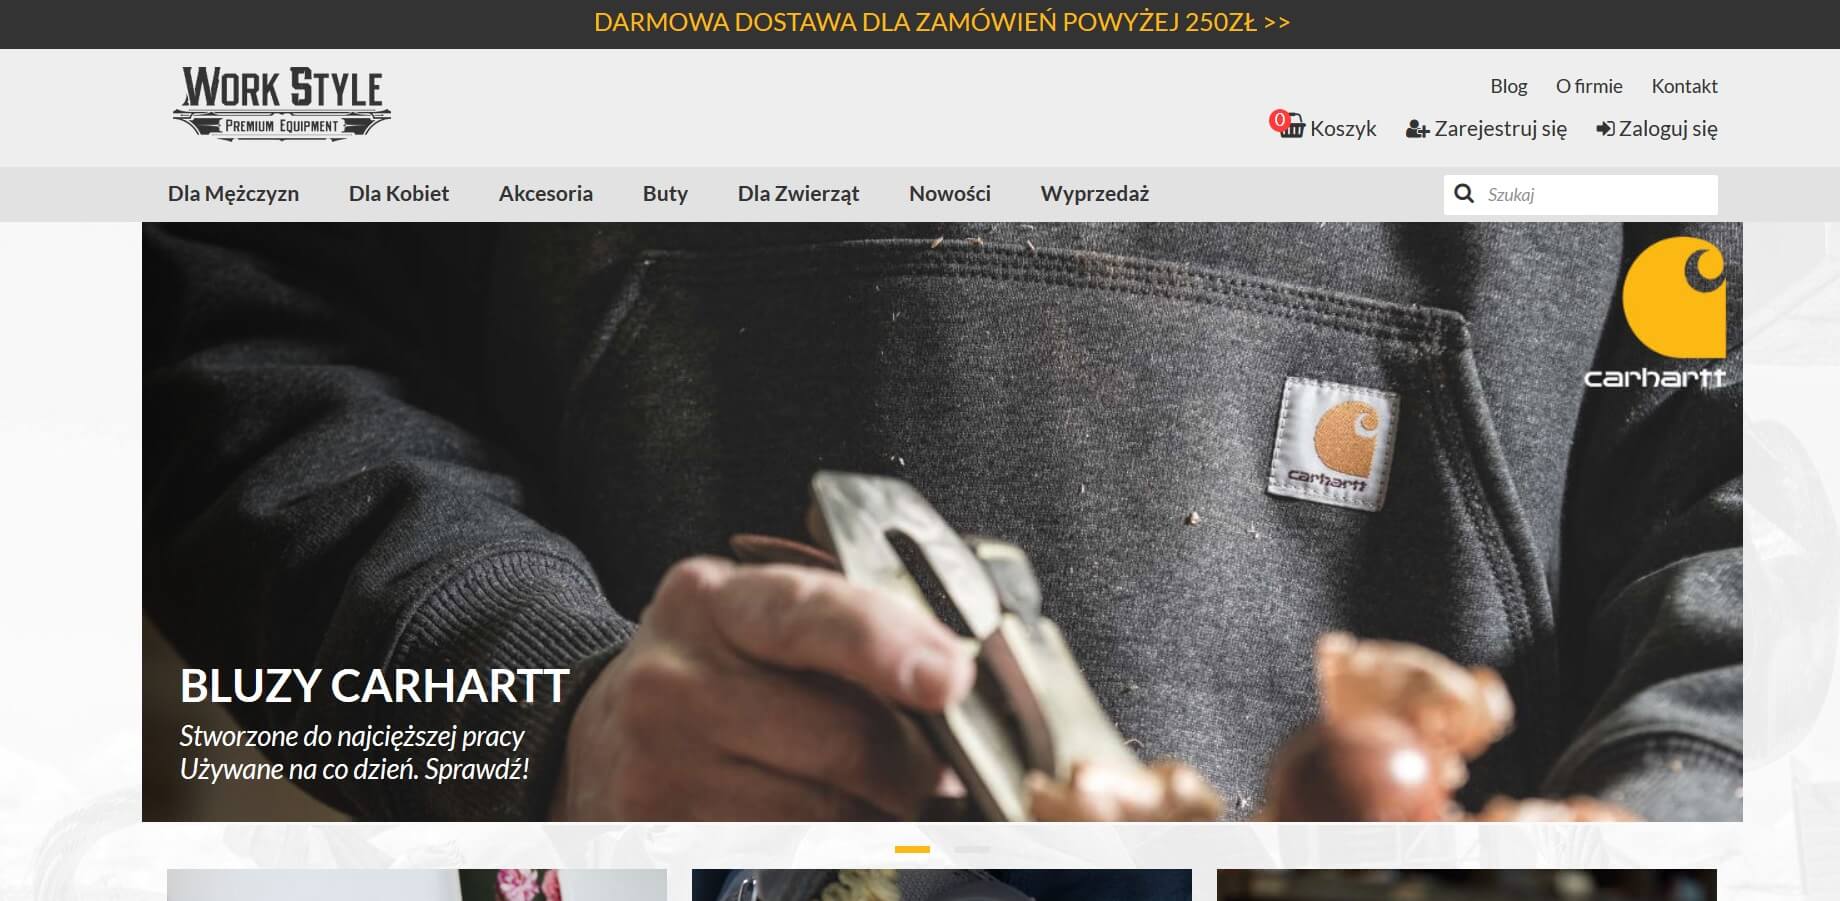 DARMOWA DOSTAWA DLA ZAMÓWIEŃ POWYŻEJ 250ZŁ >>
WORK STYLE
PREMIUM EQUIPMENT
Blog O firmie Kontakt
0 Koszyk Zarejestruj się Zaloguj się
Dla Mężczyzn Dla Kobiet Akcesoria Buty Dla Zwierząt Nowości Wyprzedaż Szukaj
carhartt
carhartt
BLUZY CARHARTT
Stworzone do najcięższej pracy
Używane na co dzień. Sprawdź!